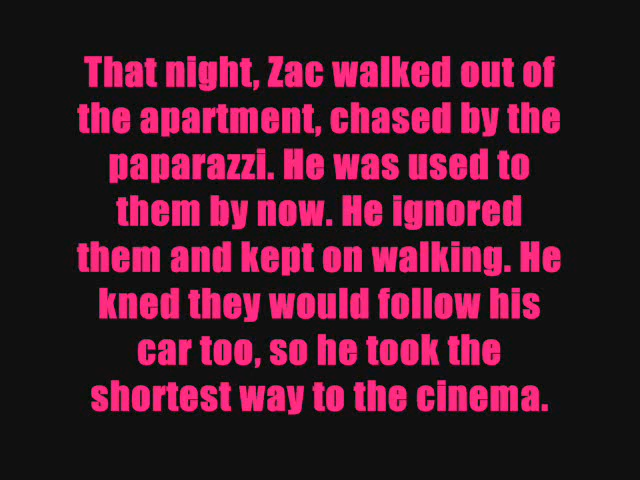 That night, Zac walked out of
the apartment, chased by the
paparazzi. He was used to
them by now. He ignored
them and kept on walking. He
kned they would follow his
car too, so he took the
shortest way to the cinema.